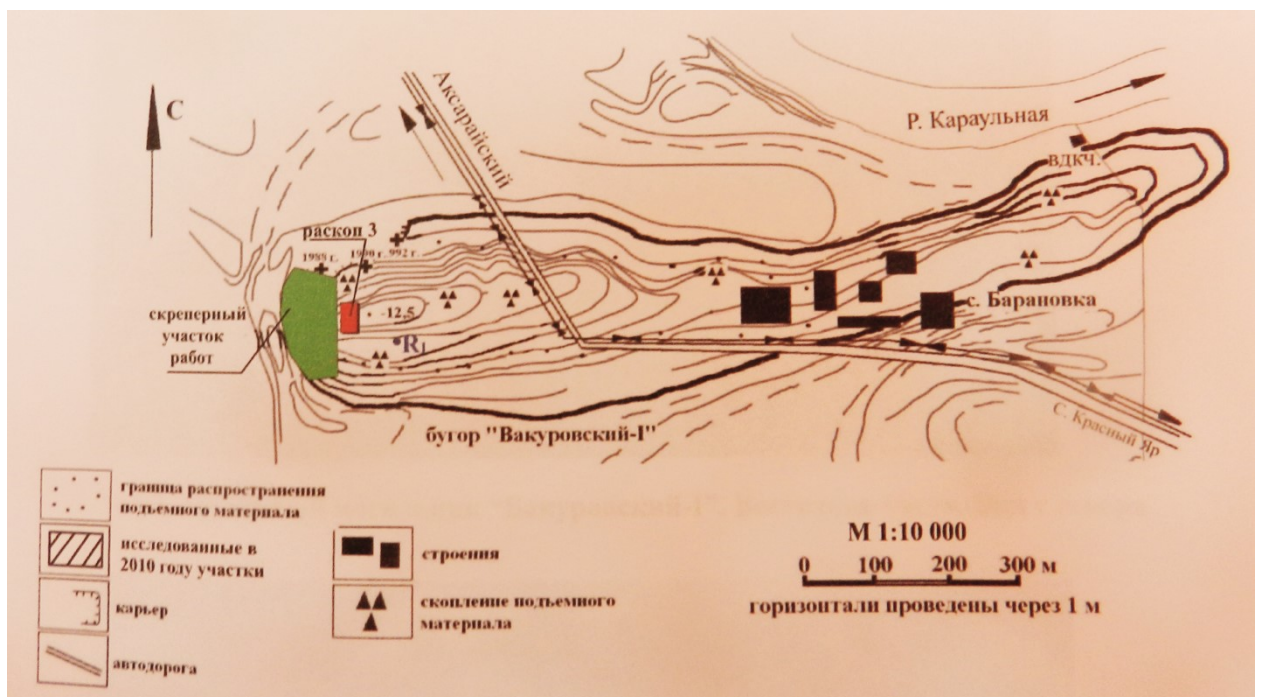 С
Аксарайский
Р. Караульная
вдкч.
раскоп 3
1988 г.
1990 г.
992 г.
скреперный
участок
работ
-12,5
R1
с. Барановка
С. Красный Яр
бугор "Вакуровский-I"
граница распространения
подъемного материала
исследованные в
2010 году участки
карьер
автодорога
строения
скопление подъемного
материала
М 1:10 000
0 100 200 300 м
горизонтали проведены через 1 м